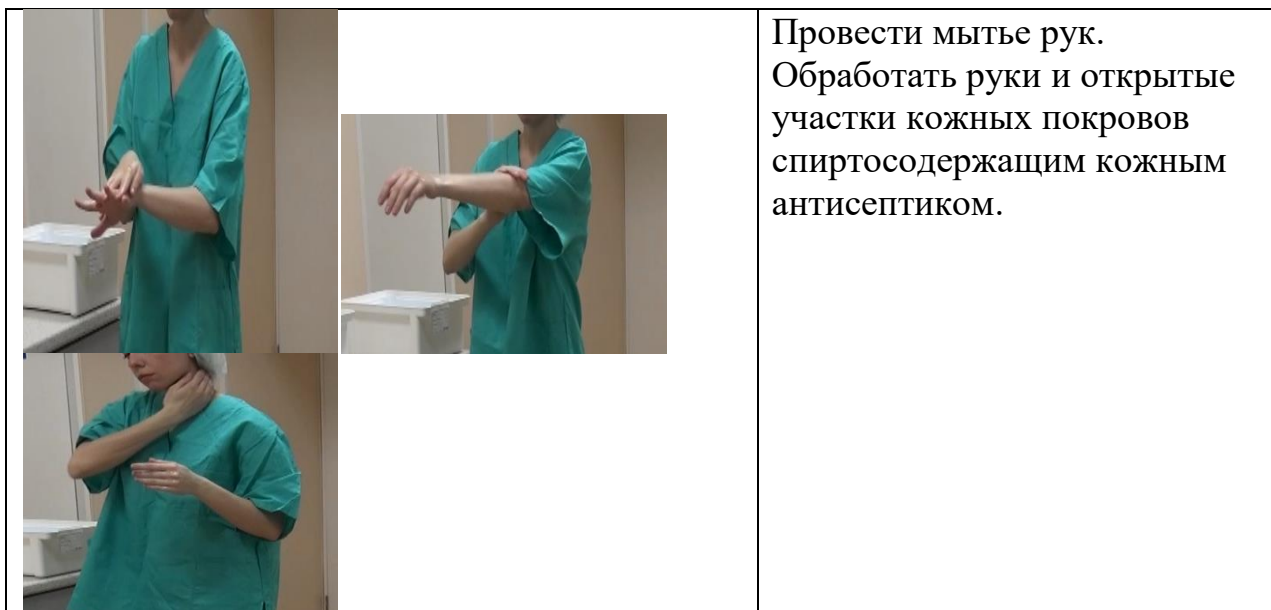 Провести мытье рук.
Обработать руки и открытые
участки кожных покровов
спиртосодержащим кожным
антисептиком.